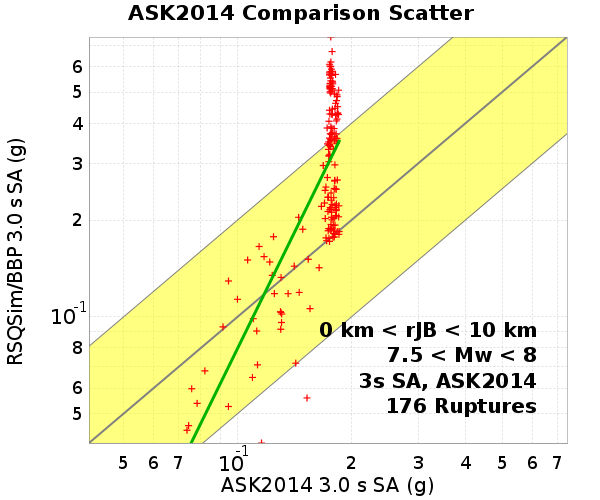 ASK2014 Comparison Scatter
RSQSim/BBP 3.0 s SA (g)
6
5
4
3
2
10-1
8
6
5
0 km < rJB < 10 km
7.5 < Mw < 8
3s SA, ASK2014
176 Ruptures
5 6 7 10-1 2 3 4 5 6 7
ASK2014 3.0 s SA (g)